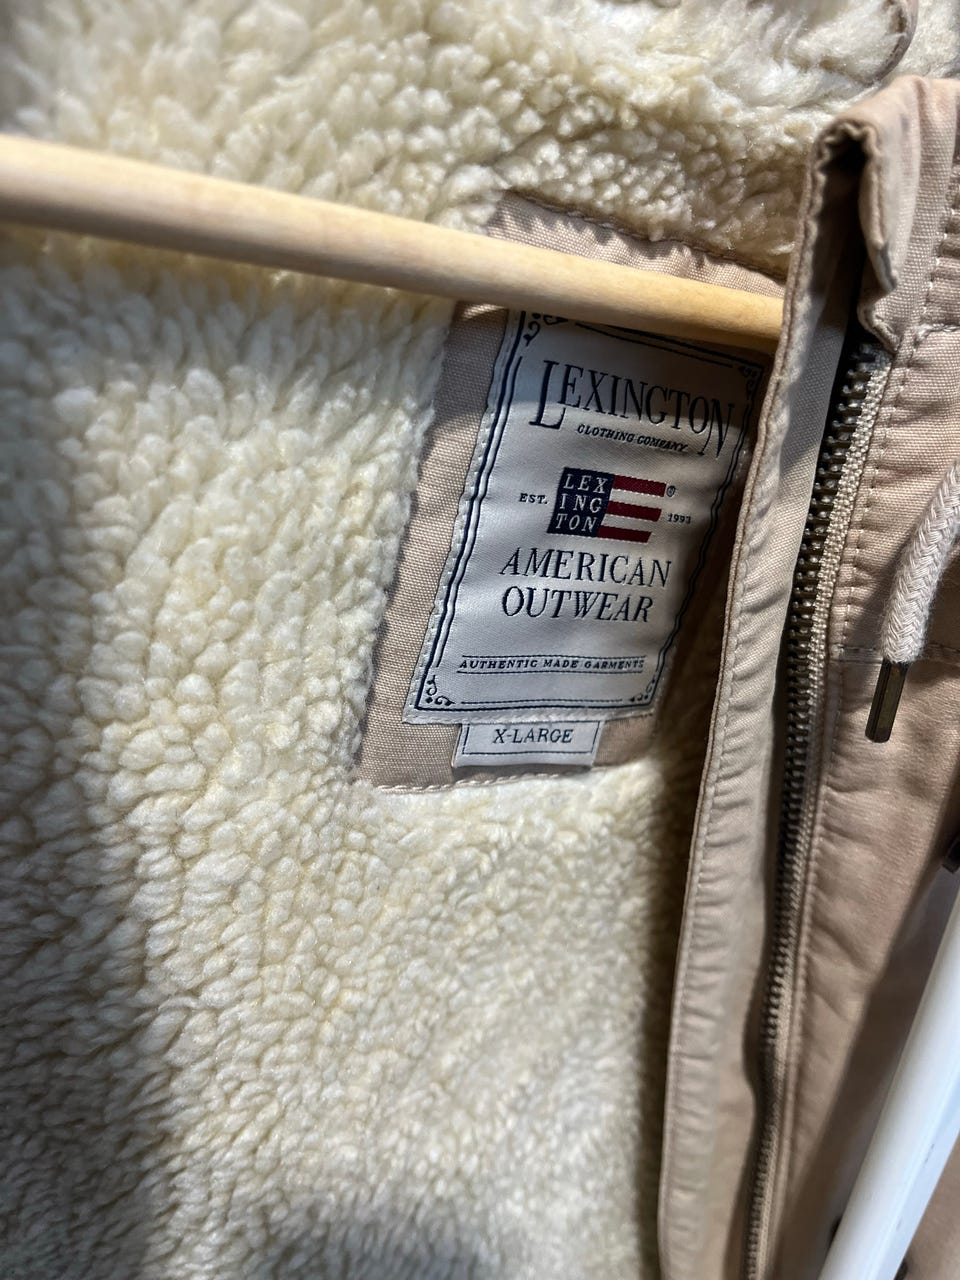 LEXINGTON
CLOTHING COMPANY
EST.
LEX
ING
TON
®
1993
AMERICAN
OUTWEAR
AUTHENTIC MADE GARMENTS
X-LARGE